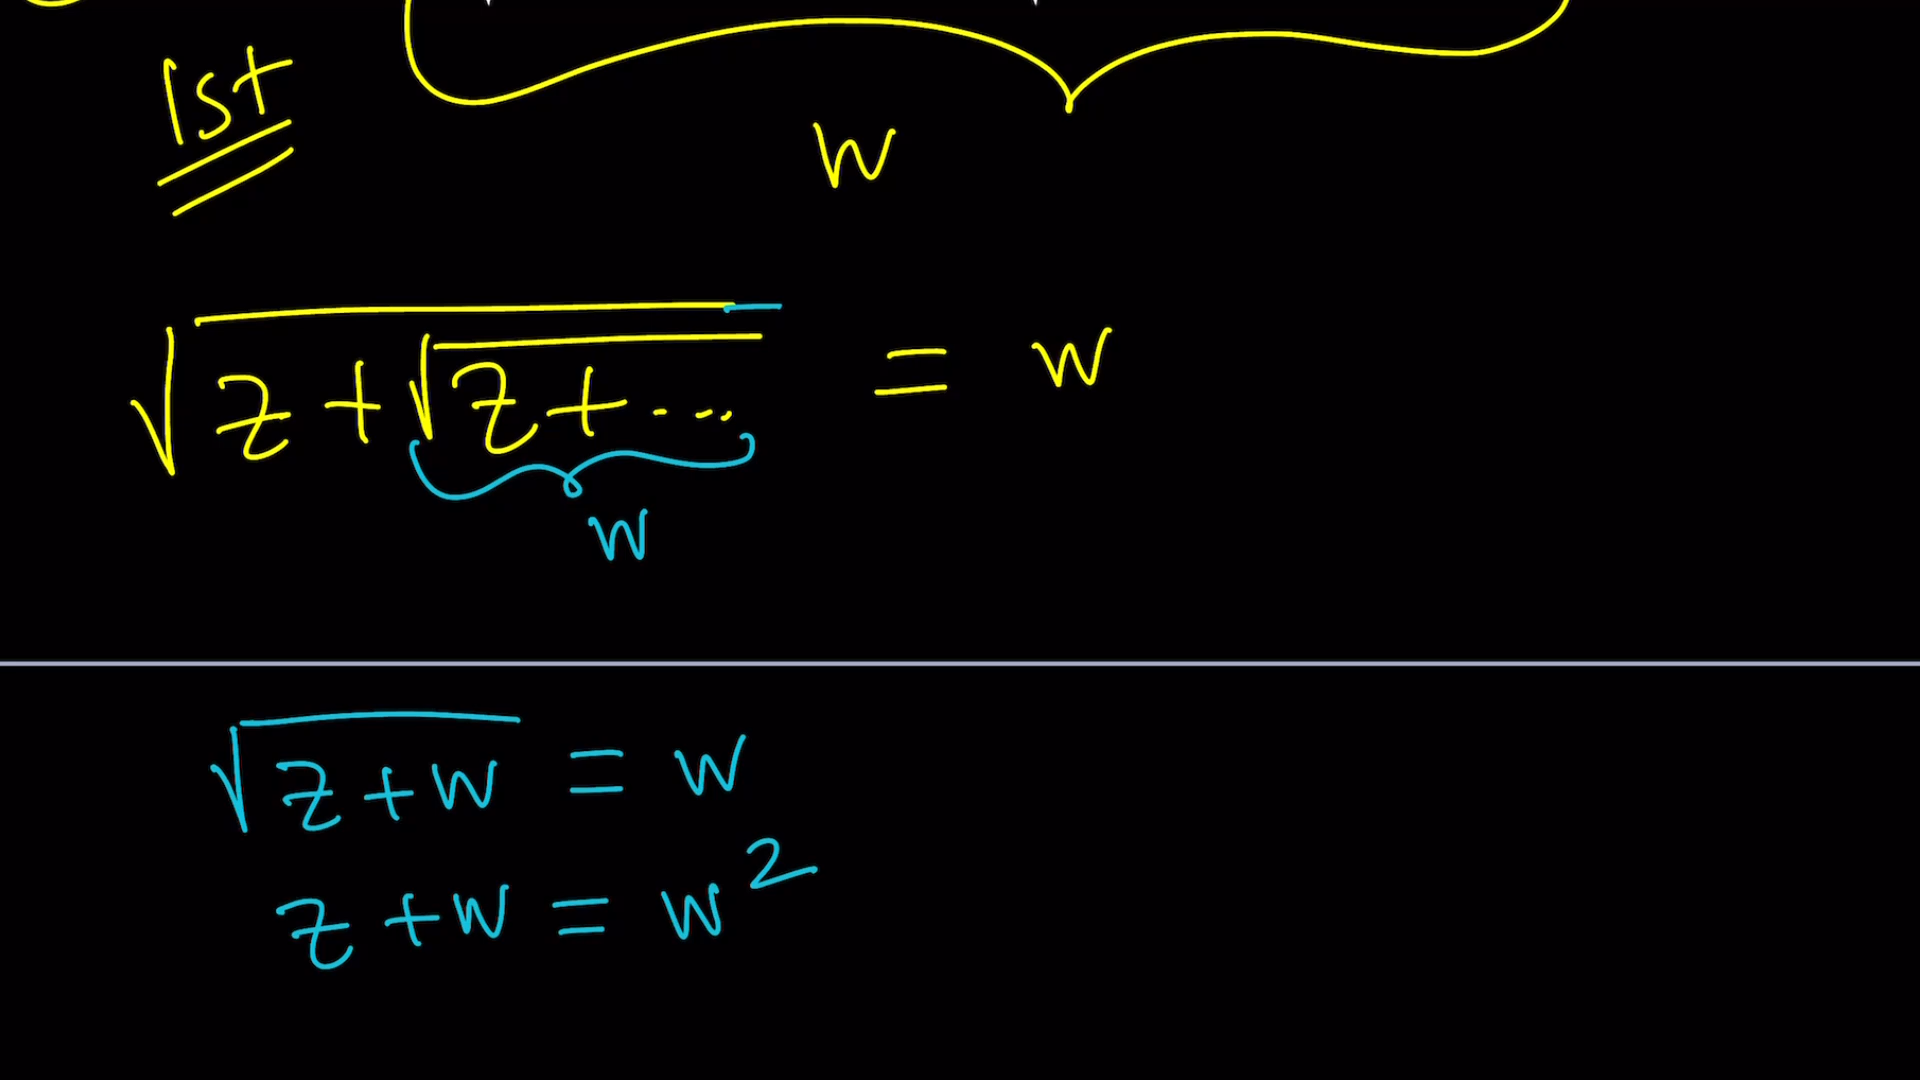 1st
w
√(z+√(z+...)) = w
w
√(z+w) = w
z+w = w²